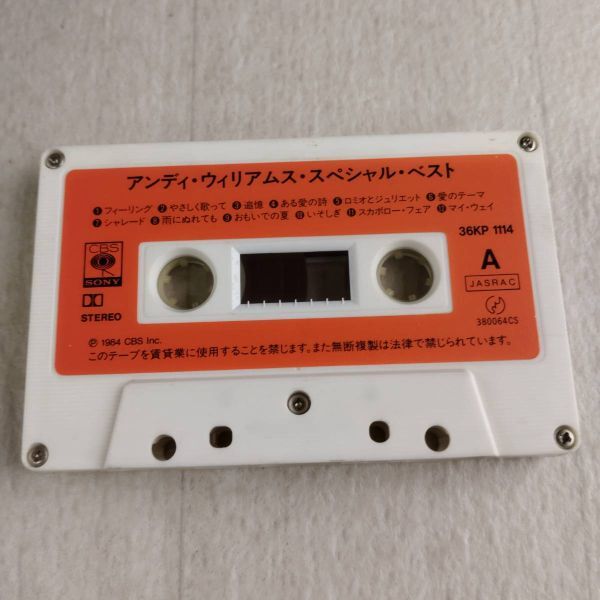 アンディ・ウィリアムス・スペシャル・ベスト
❶フィーリング ❷やさしく歌って ❸追憶 ❹ある愛の詩 ❺ロミオとジュリエット ❻愛のテーマ
❼シャレード ❽雨にぬれても ❾おもいでの夏 ❿いそしぎ ⓫スカボロー・フェア ⓬マイ・ウェイ
36KP 1114
CBS
SONY
A
JASRAC
STEREO
380064CS
Ⓟ 1984 CBS Inc.
このテープを賃貸業に使用することを禁じます。また無断複製は法律で禁じられています。